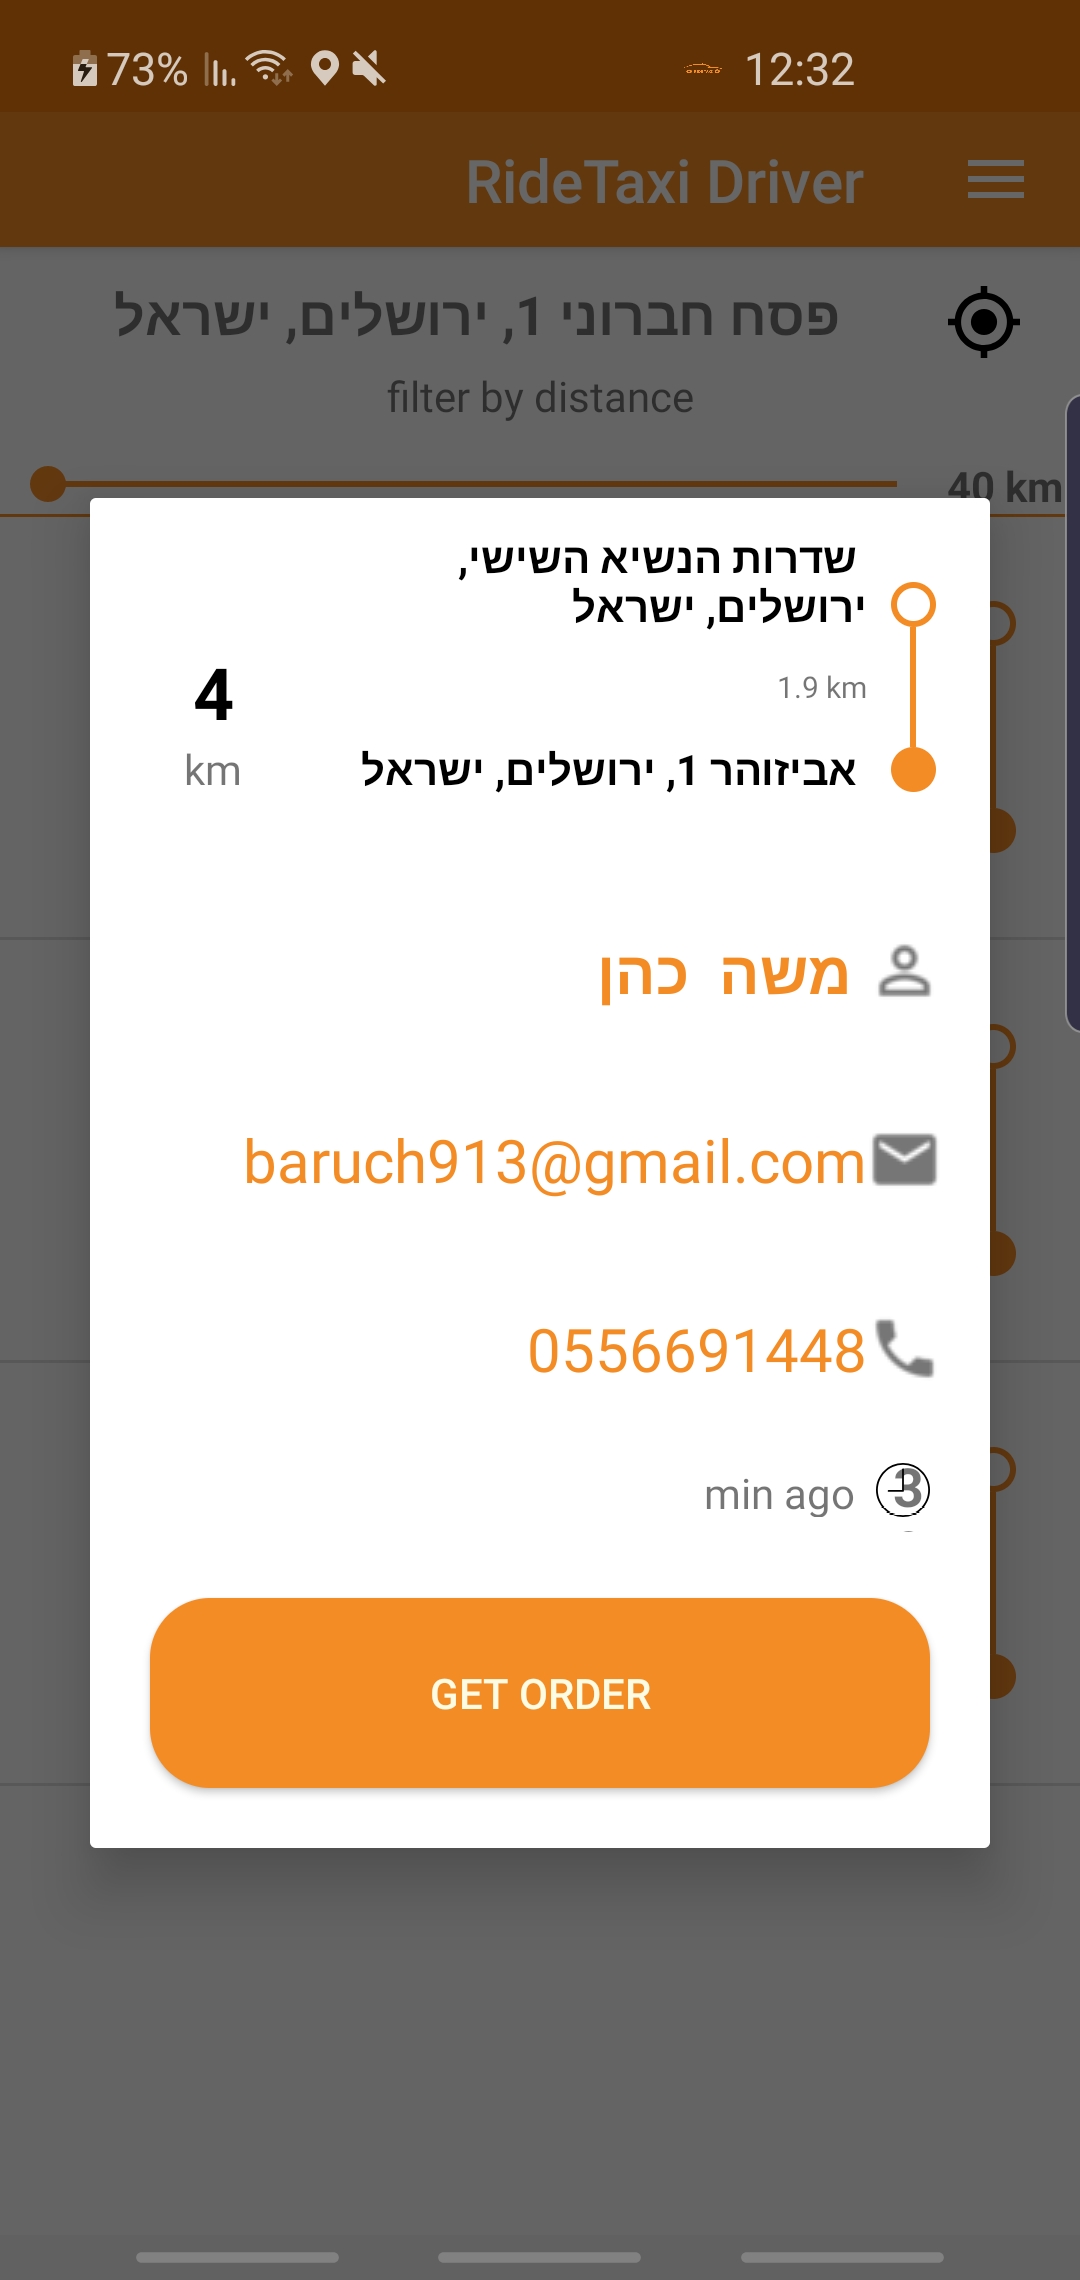 73%
12:32
RideTaxi Driver
פסח חברוני 1, ירושלים, ישראל
filter by distance
40 km
שדרות הנשיא השישי,
ירושלים, ישראל
1.9 km
4
km
אביזוהר 1, ירושלים, ישראל
משה כהן
baruch913@gmail.com
0556691448
3 min ago
GET ORDER